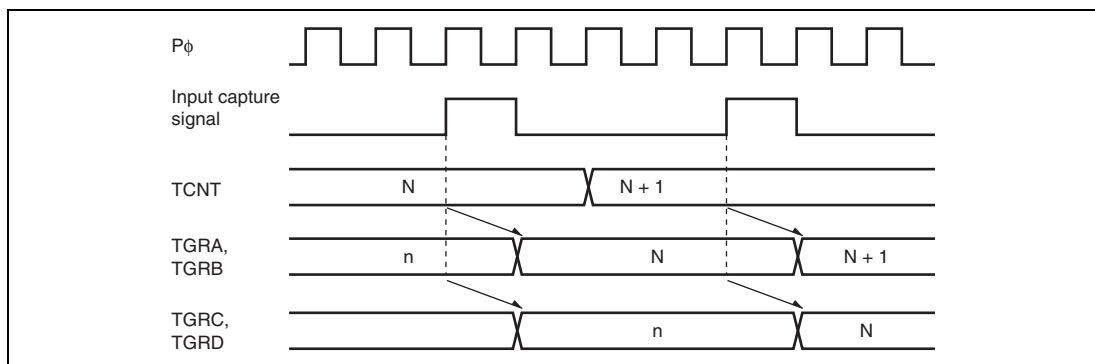 Pϕ
Input capture
signal
TCNT
N
N + 1
TGRA,
TGRB
n
N
N + 1
TGRC,
TGRD
n
N